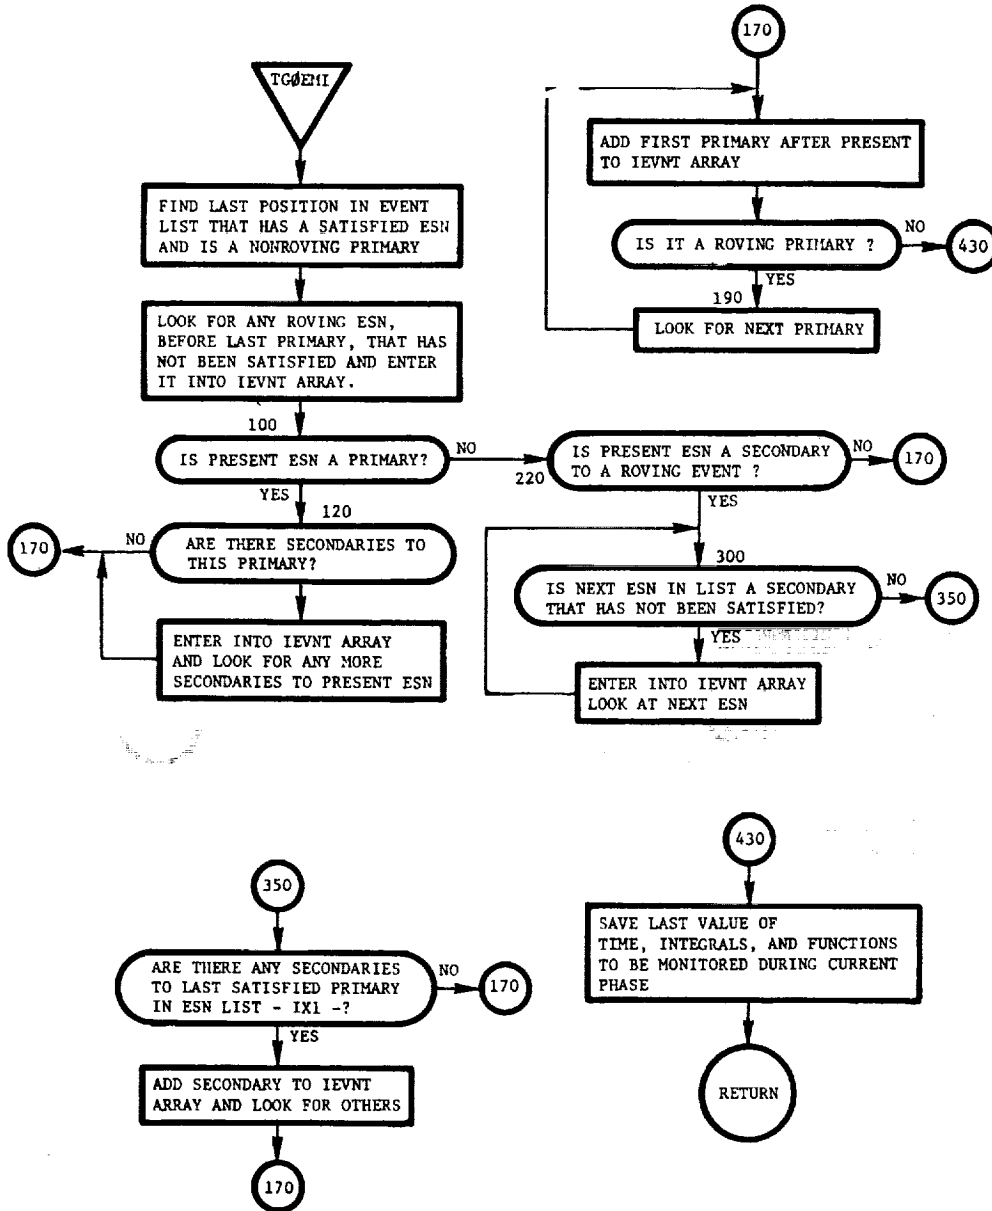 TGØEMI
FIND LAST POSITION IN EVENT
LIST THAT HAS A SATISFIED ESN
AND IS A NONROVING PRIMARY
LOOK FOR ANY ROVING ESN,
BEFORE LAST PRIMARY, THAT HAS
NOT BEEN SATISFIED AND ENTER
IT INTO IEVNT ARRAY.
100
IS PRESENT ESN A PRIMARY?
NO
YES
120
ARE THERE SECONDARIES TO
THIS PRIMARY?
NO
170
ENTER INTO IEVNT ARRAY
AND LOOK FOR ANY MORE
SECONDARIES TO PRESENT ESN
170
ADD FIRST PRIMARY AFTER PRESENT
TO IEVNT ARRAY
IS IT A ROVING PRIMARY ?
NO
430
YES
190
LOOK FOR NEXT PRIMARY
220
IS PRESENT ESN A SECONDARY
TO A ROVING EVENT ?
NO
170
YES
300
IS NEXT ESN IN LIST A SECONDARY
THAT HAS NOT BEEN SATISFIED?
NO
350
YES
ENTER INTO IEVNT ARRAY
LOOK AT NEXT ESN
350
ARE THERE ANY SECONDARIES
TO LAST SATISFIED PRIMARY
IN ESN LIST - IX1 -?
NO
170
YES
ADD SECONDARY TO IEVNT
ARRAY AND LOOK FOR OTHERS
170
430
SAVE LAST VALUE OF
TIME, INTEGRALS, AND FUNCTIONS
TO BE MONITORED DURING CURRENT
PHASE
RETURN